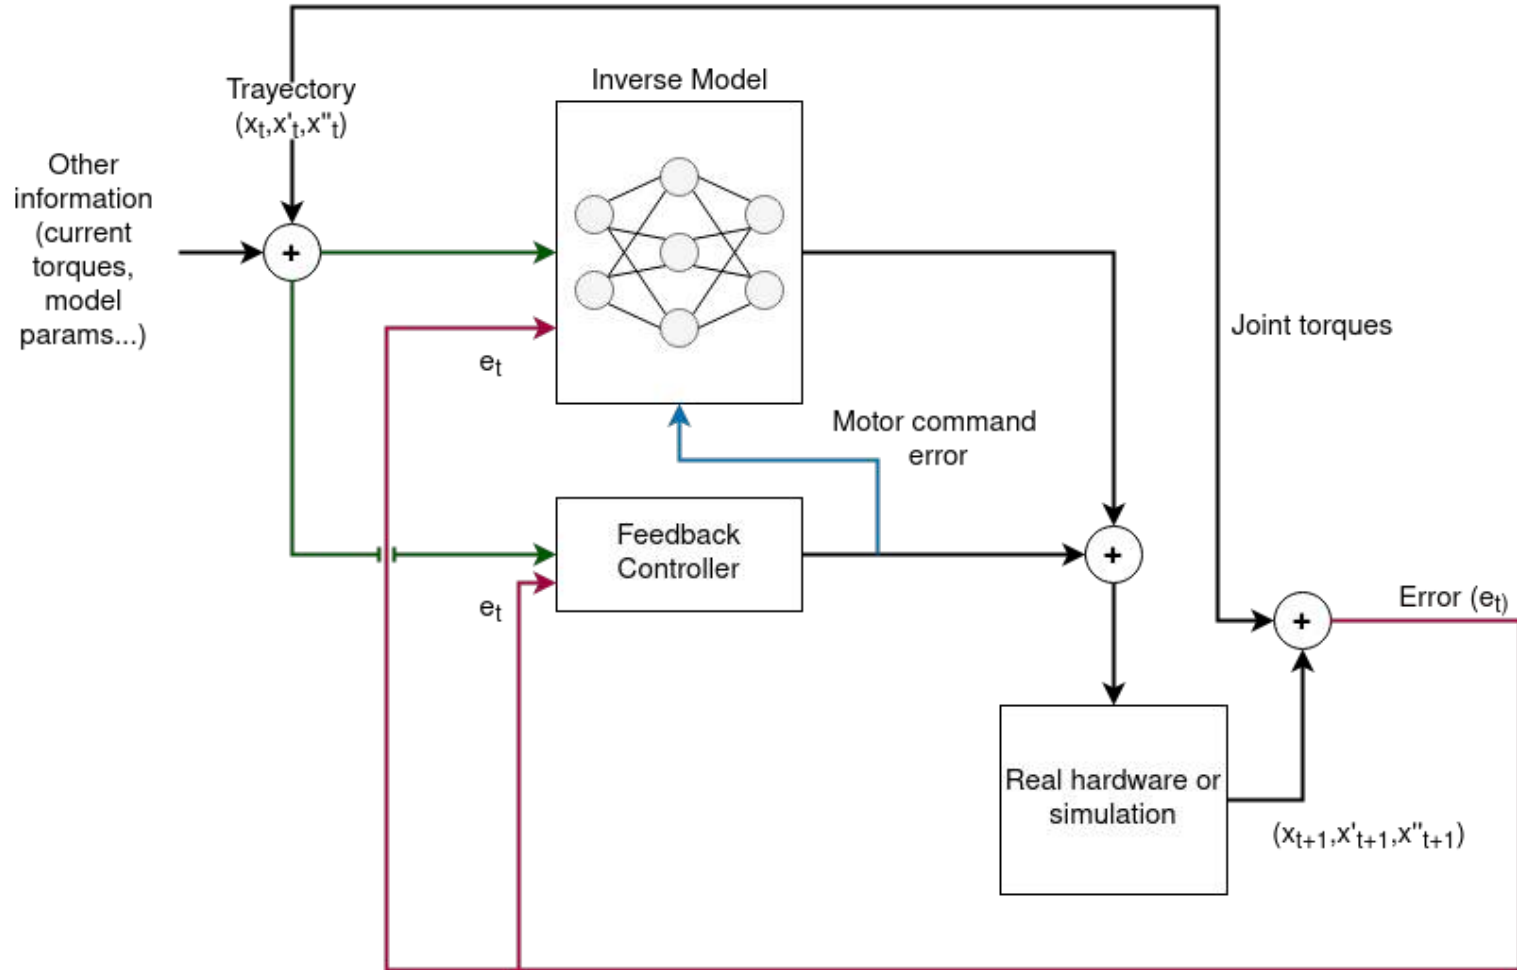 Inverse Model
Trayectory
(xt,x't,x''t)
Other
information
(current
torques,
model
params...)
+
et
Joint torques
Motor command
error
Feedback
Controller
+
et
Error (et)
+
Real hardware or
simulation
(xt+1,x't+1,x''t+1)